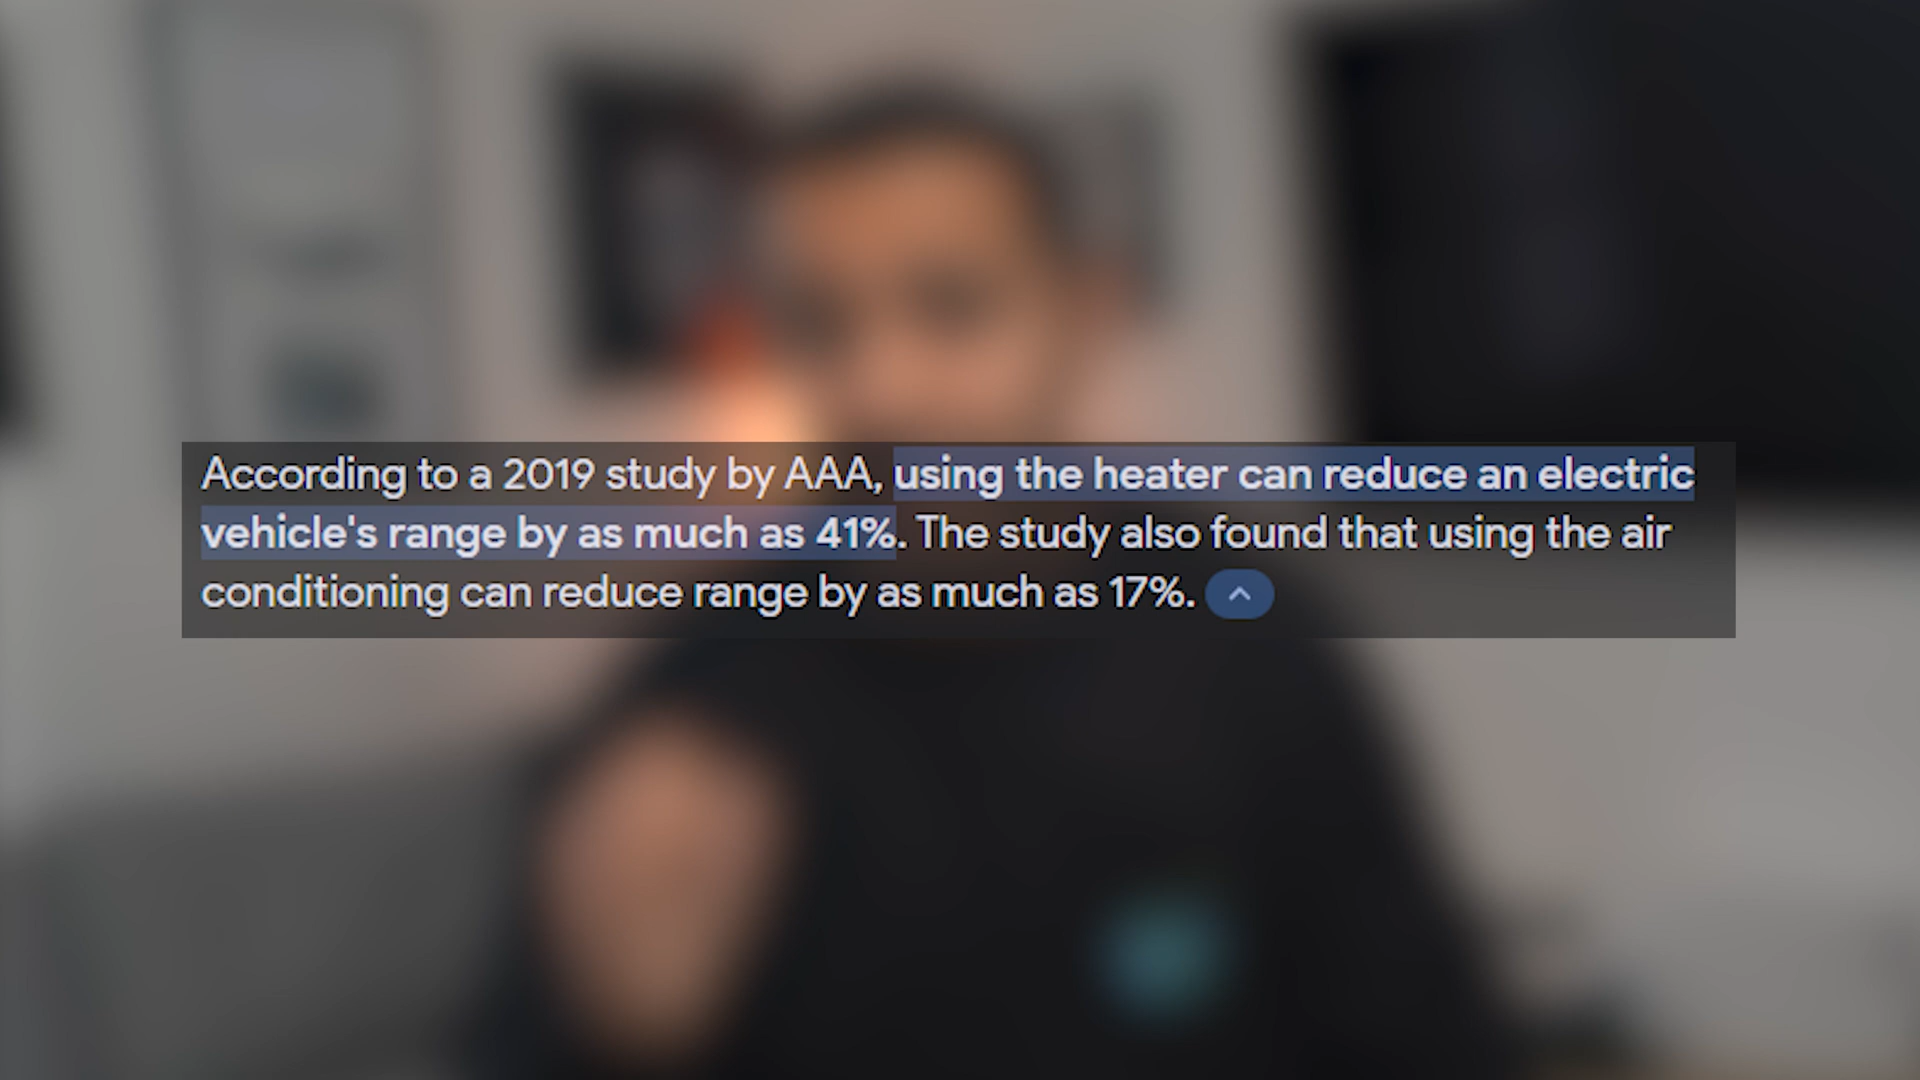 According to a 2019 study by AAA, using the heater can reduce an electric
vehicle's range by as much as 41%. The study also found that using the air
conditioning can reduce range by as much as 17%.